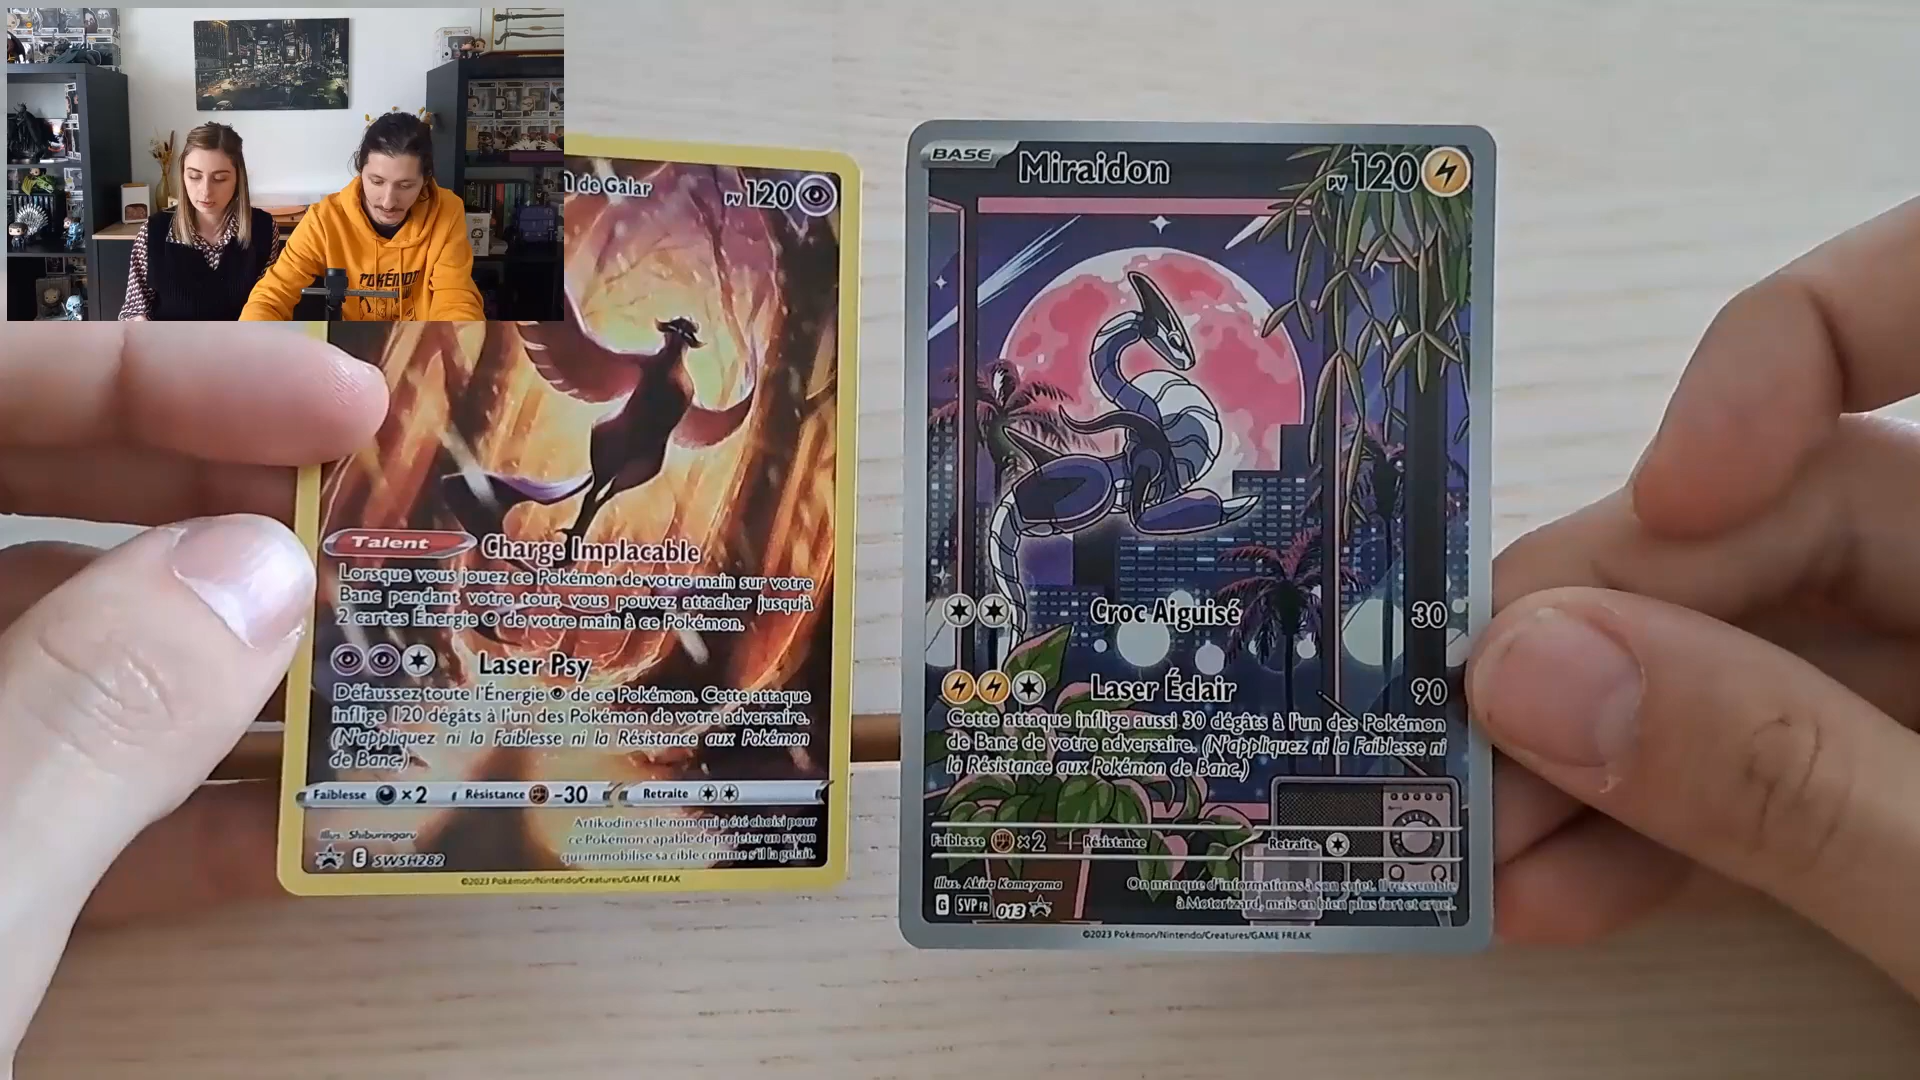 POKÉMON
de Galar
PV 120
Talent Charge Implacable
Lorsque vous jouez ce Pokémon de votre main sur votre
Banc pendant votre tour, vous pouvez attacher jusqu'à
2 cartes Énergie de votre main à ce Pokémon.
Laser Psy
Défaussez toute l'Énergie de ce Pokémon. Cette attaque
inflige 120 dégâts à l'un des Pokémon de votre adversaire.
(N'appliquez ni la Faiblesse ni la Résistance aux Pokémon
de Banc.)
Faiblesse ×2 Résistance -30 Retraite
Illus. Shiburingaru
E SWSH282
Artikodin est le nom qui a été choisi pour
ce Pokémon capable de projeter un rayon
qui immobilise sa cible comme s'il la gelait.
©2023 Pokémon/Nintendo/Creatures/GAME FREAK
BASE Miraidon PV 120
Croc Aiguisé 30
Laser Éclair 90
Cette attaque inflige aussi 30 dégâts à l'un des Pokémon
de Banc de votre adversaire. (N'appliquez ni la Faiblesse ni
la Résistance aux Pokémon de Banc.)
Faiblesse ×2 Résistance Retraite
Illus. Akira Komayama
G SVP FR 013
On manque d'informations à son sujet. Il ressemble
à Motorizard, mais en bien plus fort et cruel.
©2023 Pokémon/Nintendo/Creatures/GAME FREAK